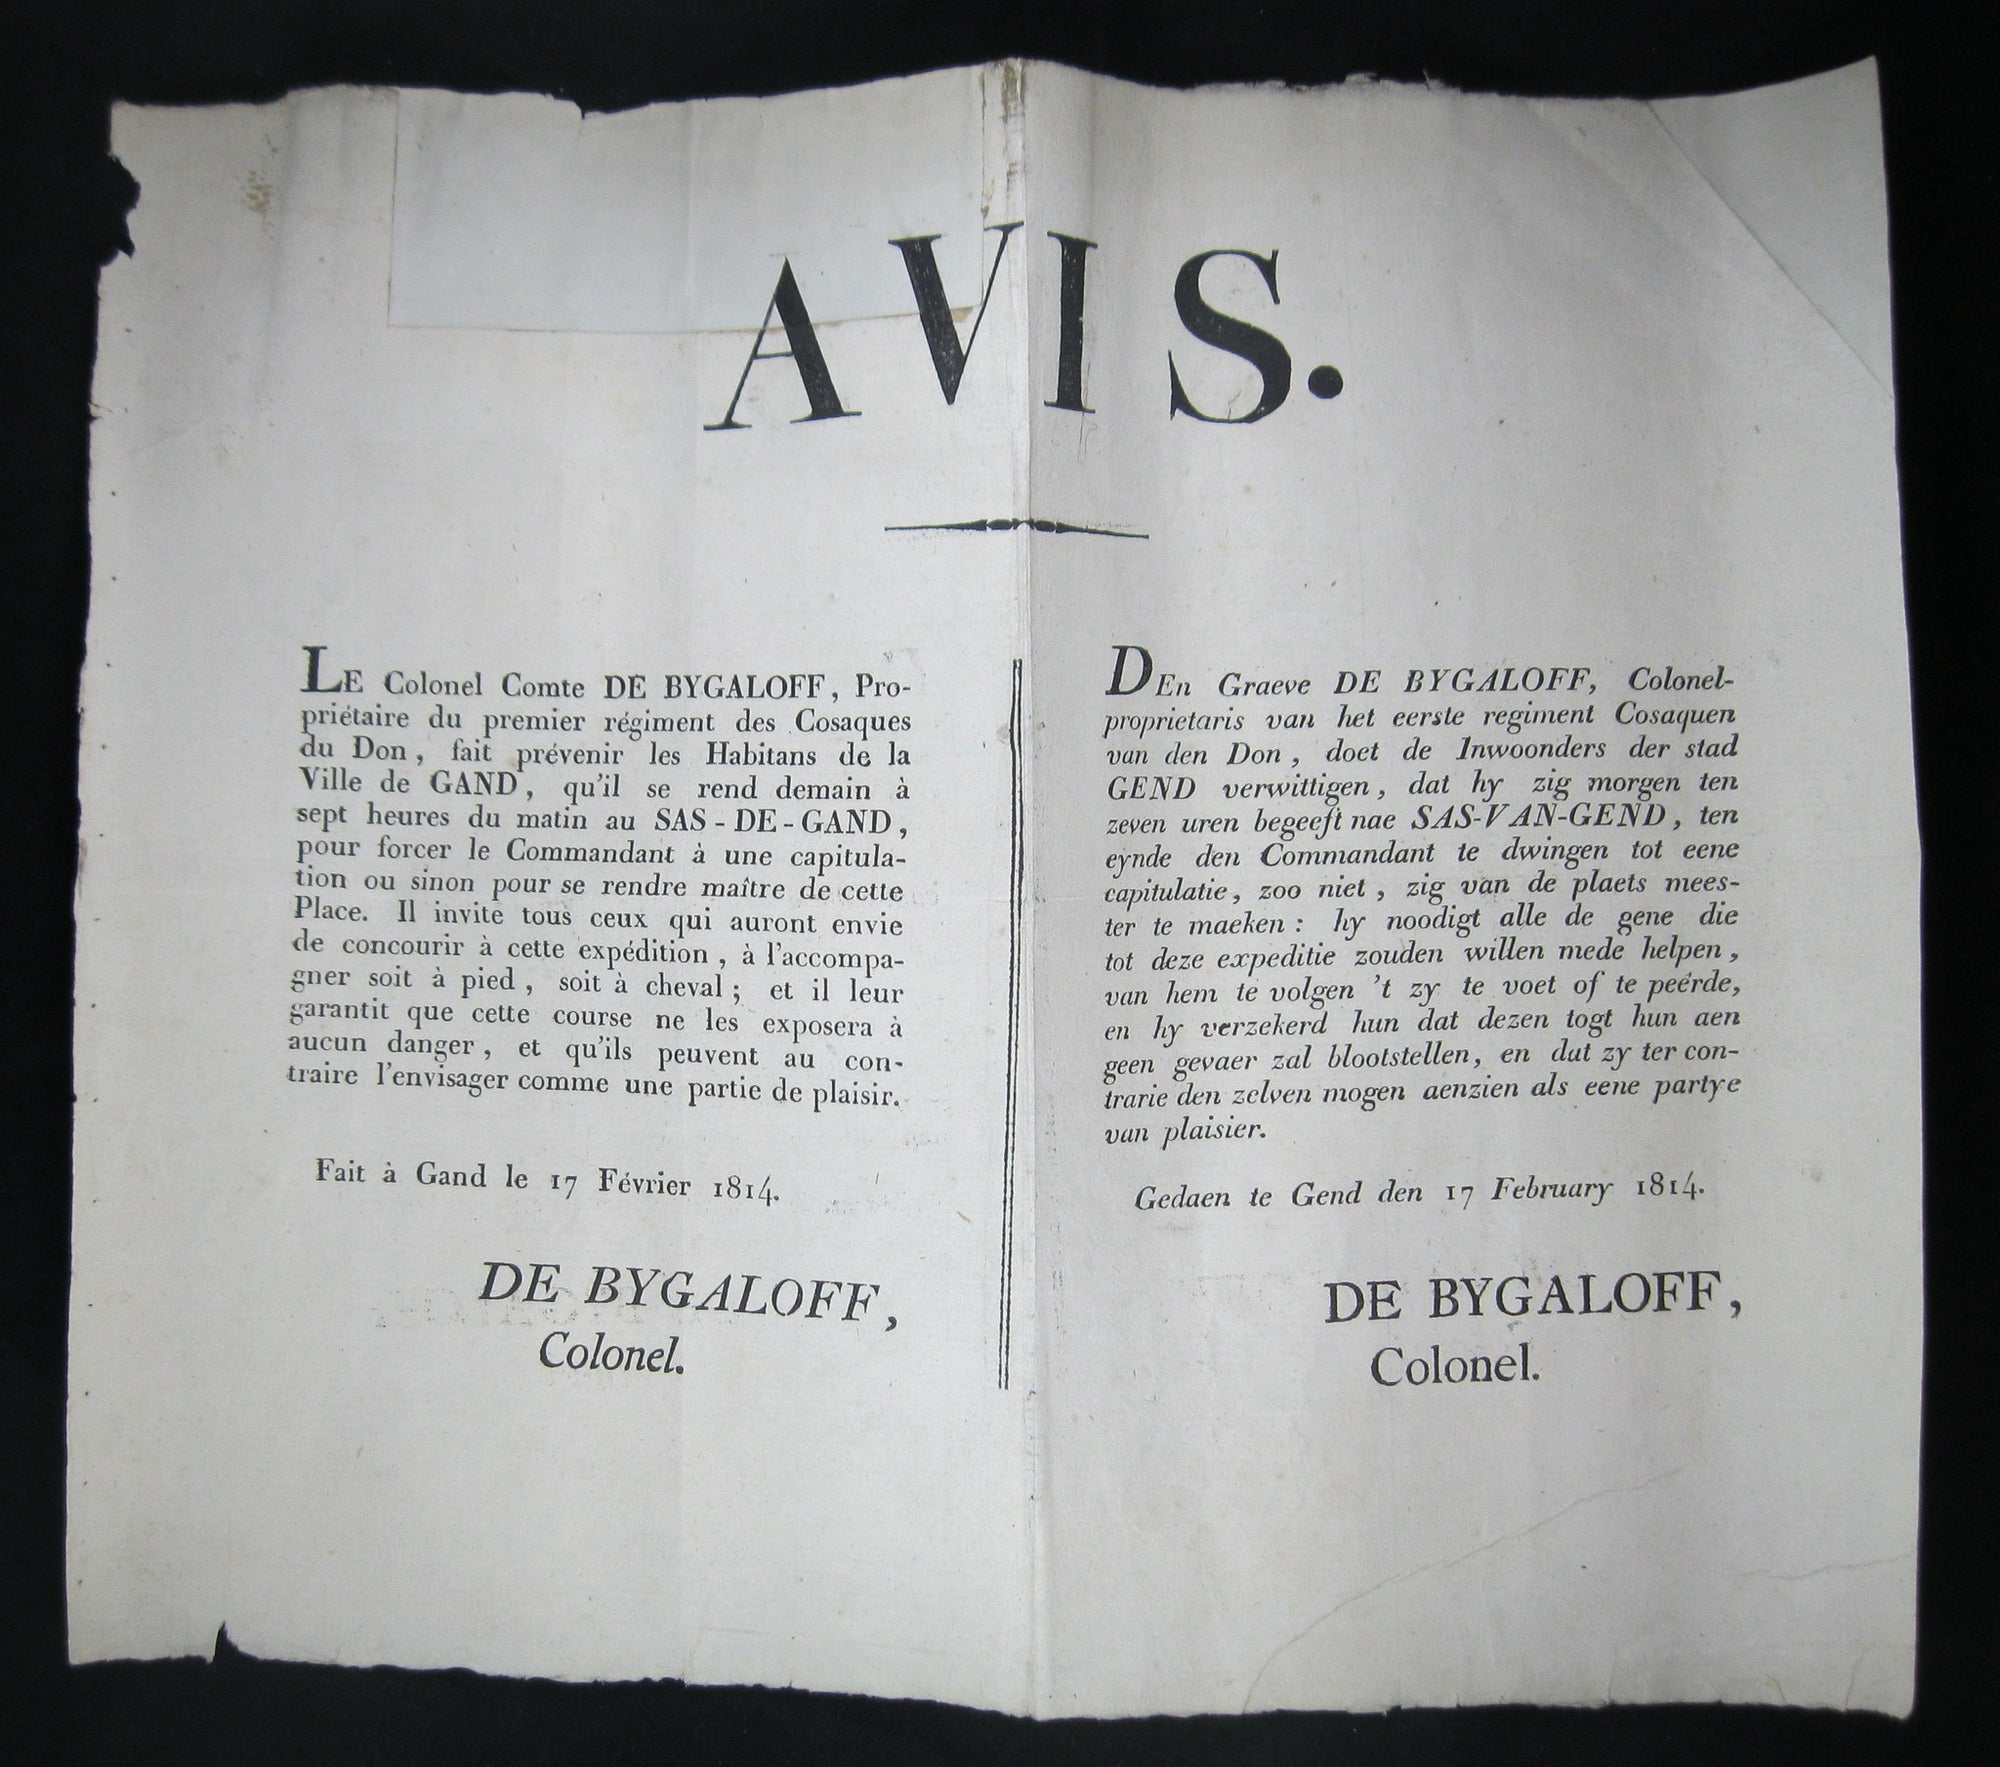 AVIS.
LE Colonel Comte DE BYGALOFF, Pro-
priétaire du premier régiment des Cosaques
du Don, fait prévenir les Habitans de la
Ville de GAND, qu'il se rend demain à
sept heures du matin au SAS-DE-GAND,
pour forcer le Commandant à une capitula-
tion ou sinon pour se rendre maître de cette
Place. Il invite tous ceux qui auront envie
de concourir à cette expédition, à l'accompa-
gner soit à pied, soit à cheval; et il leur
garantit que cette course ne les exposera à
aucun danger, et qu'ils peuvent au con-
traire l'envisager comme une partie de plaisir.
Fait à Gand le 17 Février 1814.
DE BYGALOFF,
Colonel.
DEn Graeve DE BYGALOFF, Colonel-
proprietaris van het eerste regiment Cosaquen
van den Don, doet de Inwoonders der stad
GEND verwittigen, dat hy zig morgen ten
zeven uren begeeft nae SAS-VAN-GEND, ten
eynde den Commandant te dwingen tot eene
capitulatie, zoo niet, zig van de plaets mees-
ter te maeken: hy noodigt alle de gene die
tot deze expeditie zouden willen mede helpen,
van hem te volgen 't zy te voet of te peérde,
en hy verzekerd hun dat dezen togt hun aen
geen gevaer zal blootstellen, en dat zy ter con-
trarie den zelven mogen aenzien als eene partye
van plaisier.
Gedaen te Gend den 17 February 1814.
DE BYGALOFF,
Colonel.